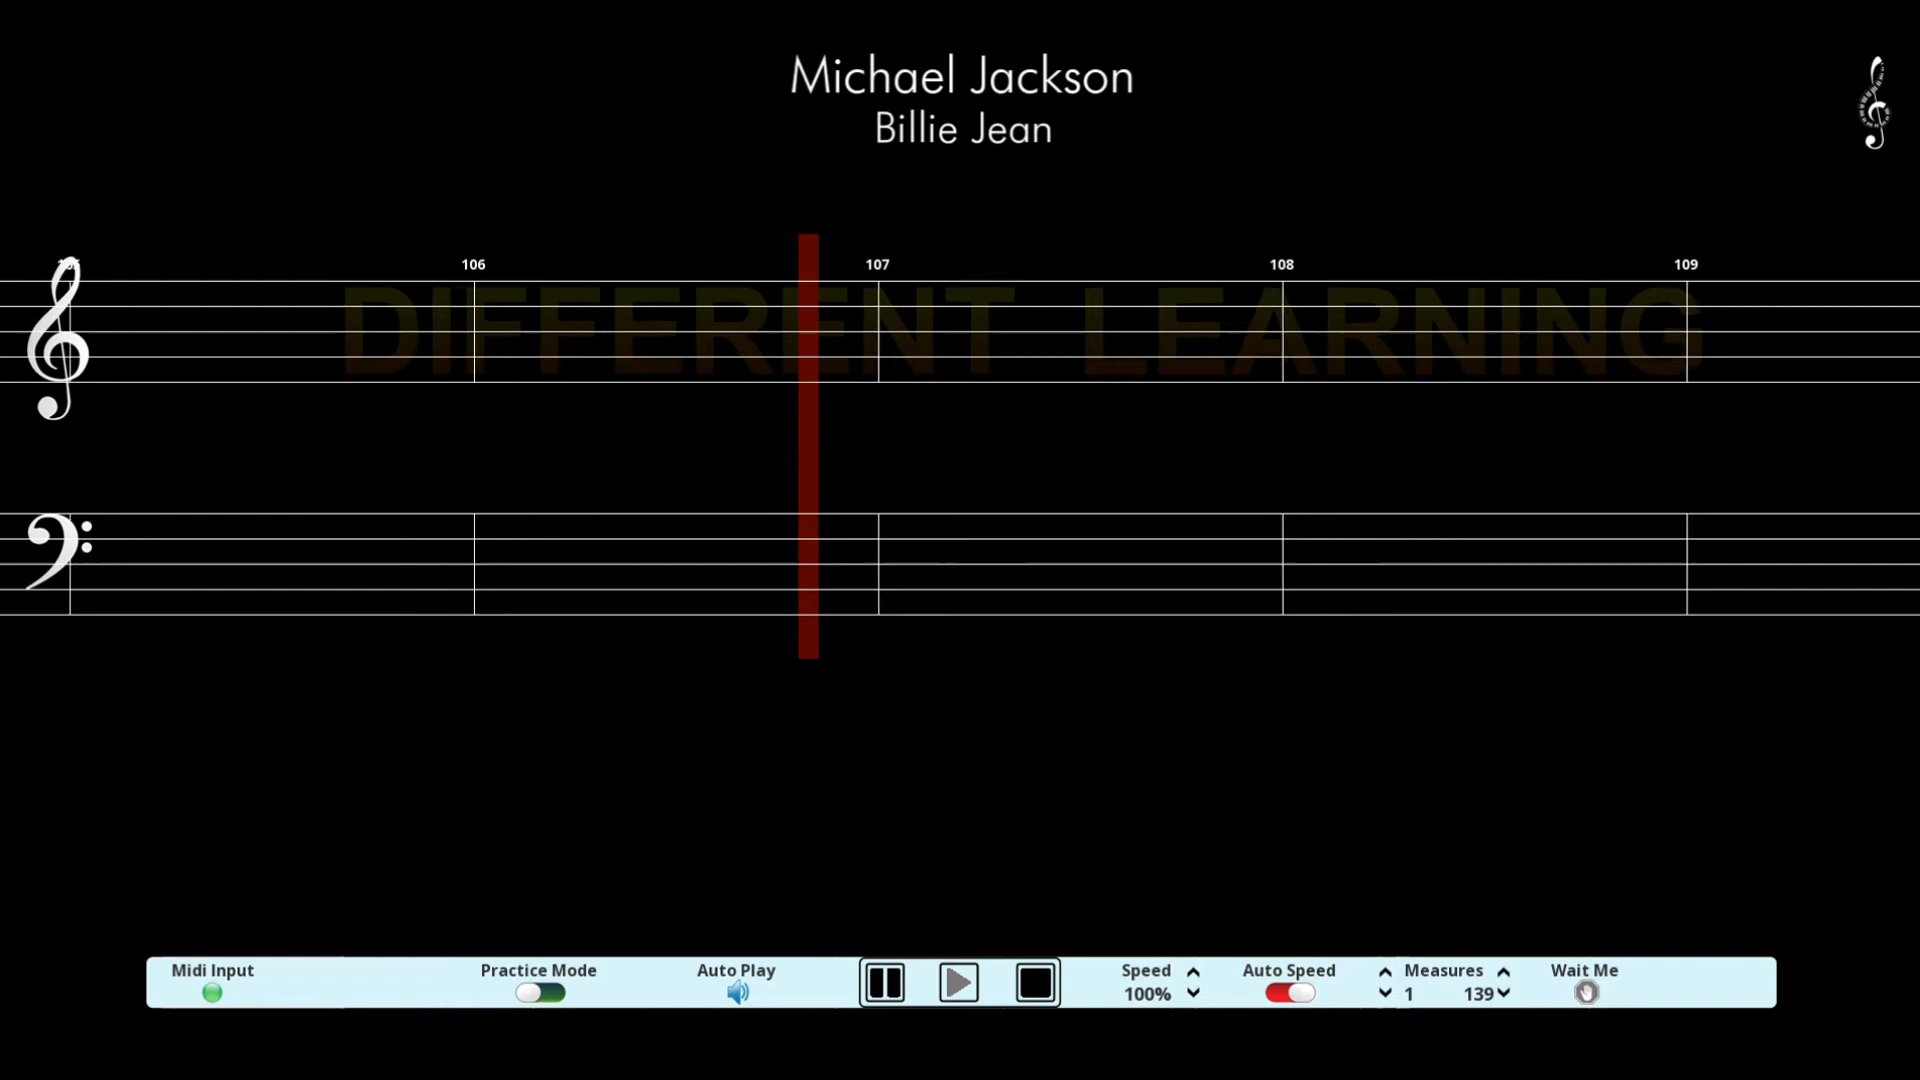 Michael Jackson
Billie Jean
106 107 108 109
DIFFERENT LEARNING
Midi Input Practice Mode Auto Play Speed Auto Speed Measures Wait Me
100% 1 139